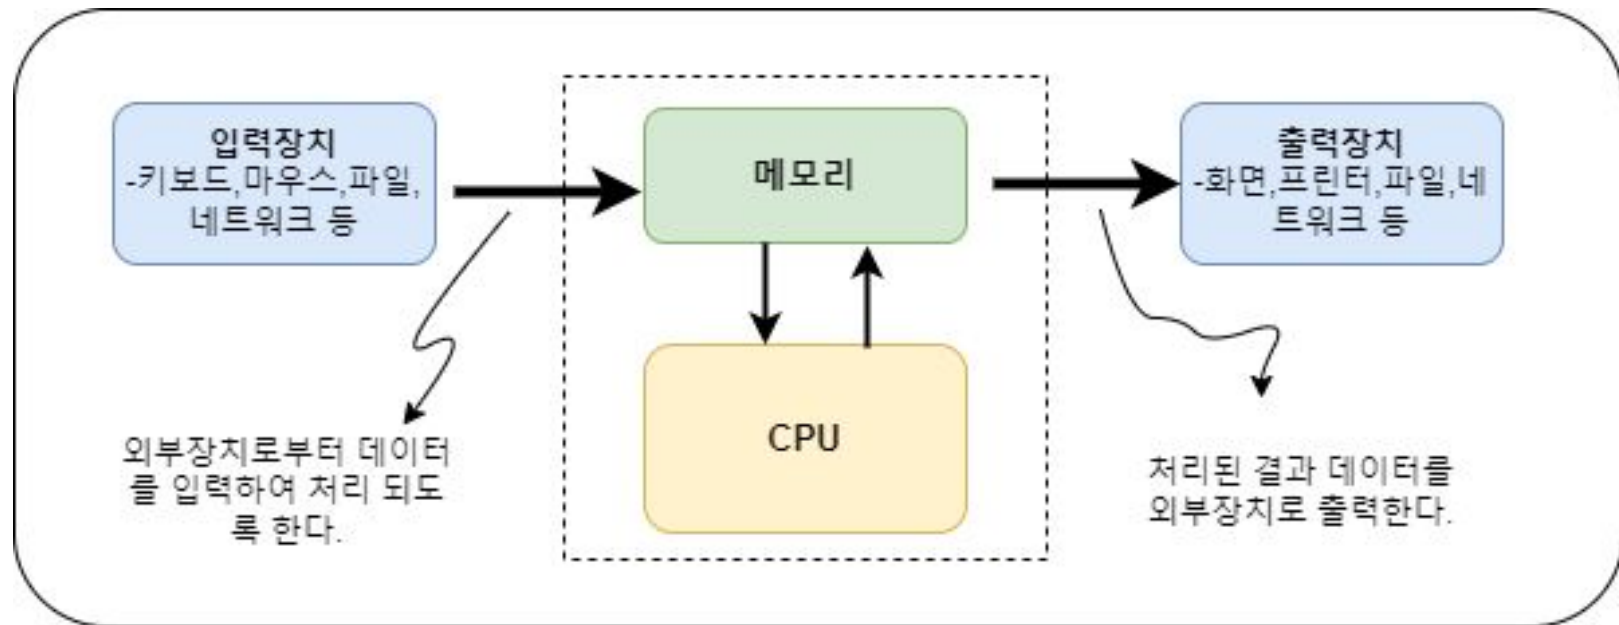 입력장치
-키보드,마우스,파일,
네트워크 등
메모리
출력장치
-화면,프린터,파일,네
트워크 등
CPU
외부장치로부터 데이터
를 입력하여 처리 되도
록 한다.
처리된 결과 데이터를
외부장치로 출력한다.